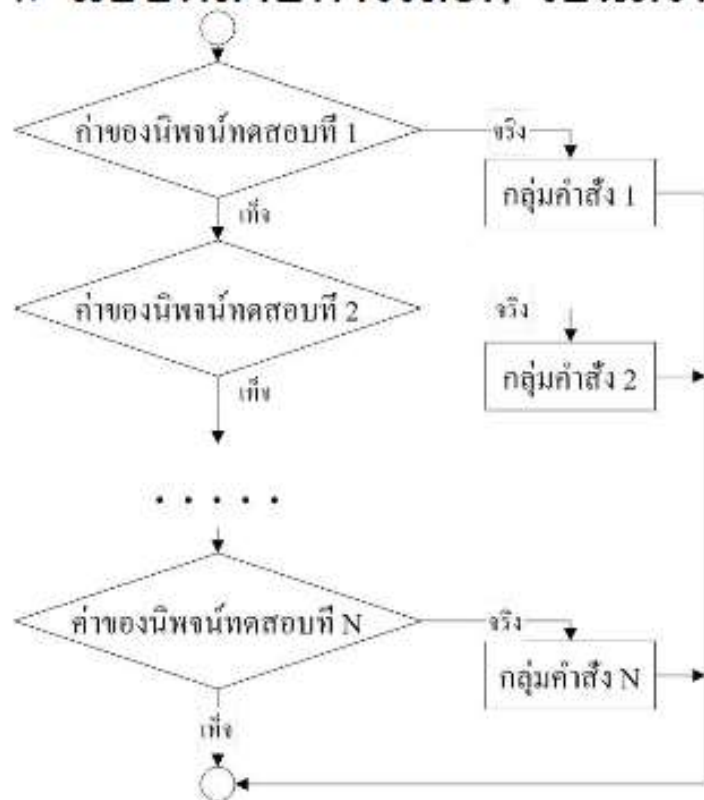 ค่าของนิพจน์ทดสอบที่ 1
จริง
กลุ่มคำสั่ง 1
เท็จ
ค่าของนิพจน์ทดสอบที่ 2
จริง
กลุ่มคำสั่ง 2
เท็จ
. . . . .
ค่าของนิพจน์ทดสอบที่ N
จริง
กลุ่มคำสั่ง N
เท็จ